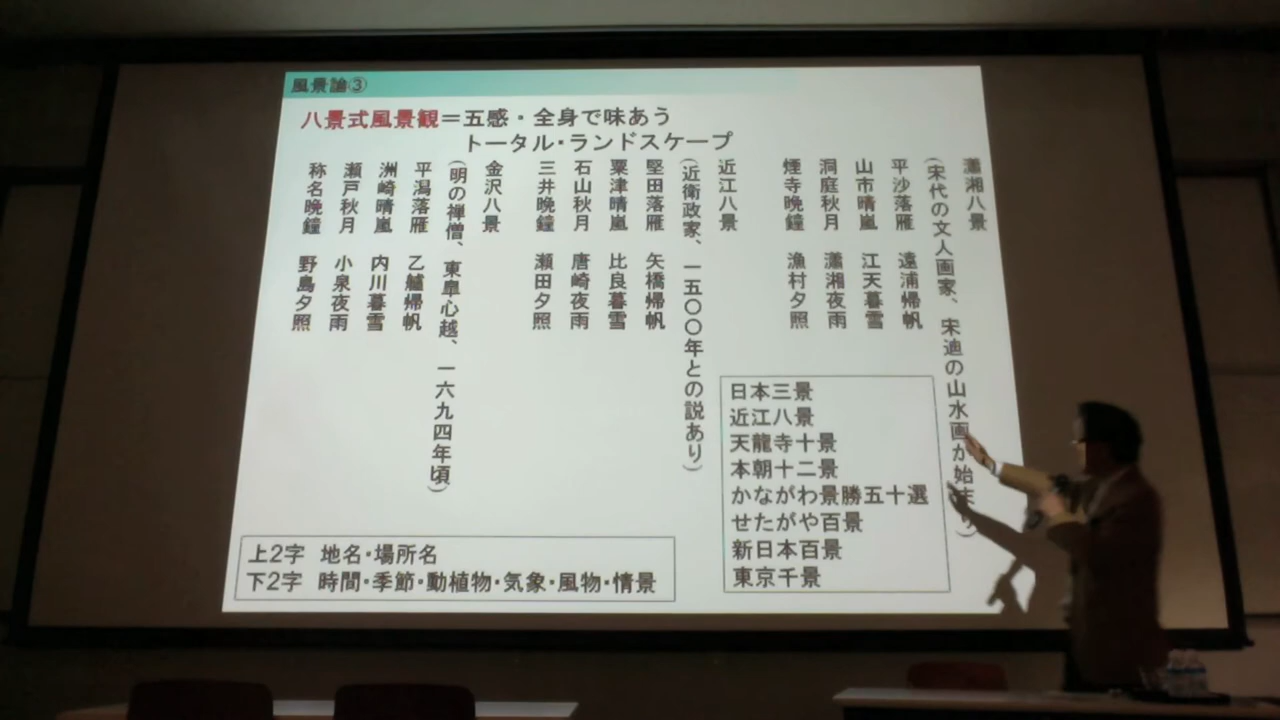 風景論③
八景式風景観＝五感・全身で味あう
トータル・ランドスケープ
瀟湘八景
(宋代の文人画家、宋迪の山水画が始まり)
平沙落雁 遠浦帰帆
山市晴嵐 江天暮雪
洞庭秋月 瀟湘夜雨
煙寺晩鐘 漁村夕照
近江八景
(近衛政家、一五〇〇年との説あり)
堅田落雁 矢橋帰帆
粟津晴嵐 比良暮雪
石山秋月 唐崎夜雨
三井晩鐘 瀬田夕照
金沢八景
(明の禅僧、東皐心越、一六九四年頃)
平潟落雁 乙艫帰帆
洲崎晴嵐 内川暮雪
瀬戸秋月 小泉夜雨
称名晩鐘 野島夕照
日本三景
近江八景
天龍寺十景
本朝十二景
かながわ景勝五十選
せたがや百景
新日本百景
東京千景
上2字 地名・場所名
下2字 時間・季節・動植物・気象・風物・情景